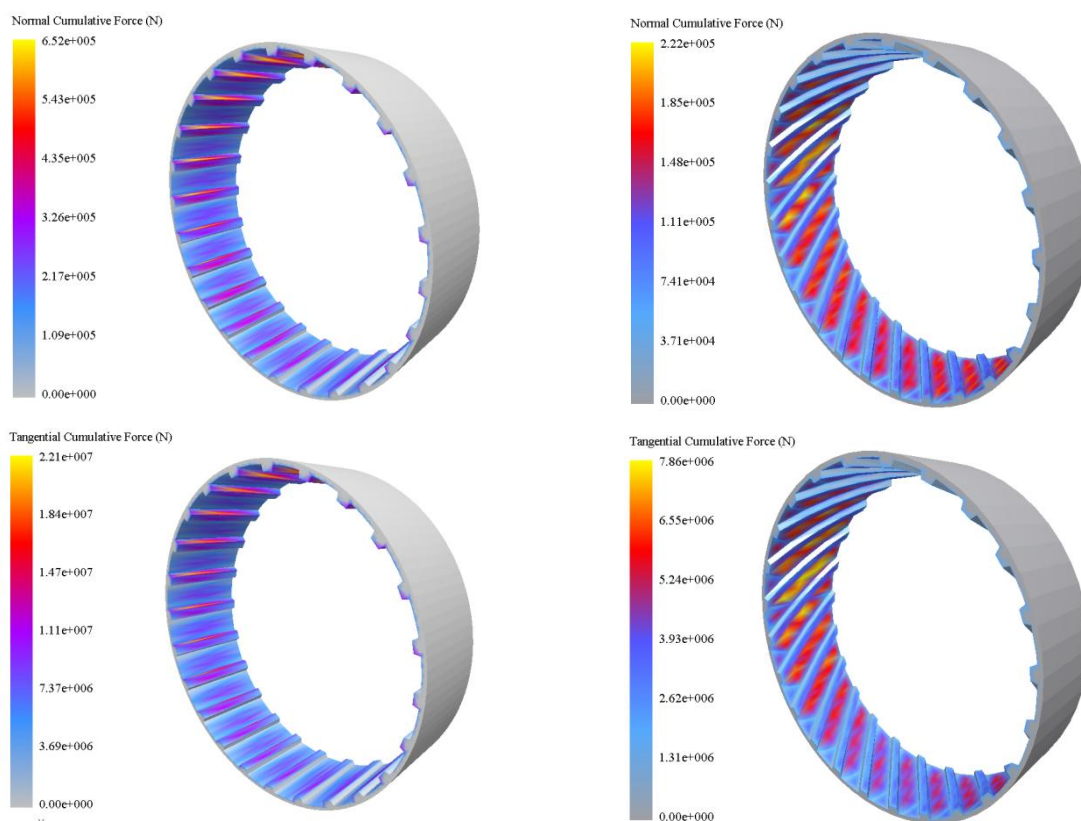 Normal Cumulative Force (N)
6.52e+005
5.43e+005
4.35e+005
3.26e+005
2.17e+005
1.09e+005
0.00e+000
Normal Cumulative Force (N)
2.22e+005
1.85e+005
1.48e+005
1.11e+005
7.41e+004
3.71e+004
0.00e+000
Tangential Cumulative Force (N)
2.21e+007
1.84e+007
1.47e+007
1.11e+007
7.37e+006
3.69e+006
0.00e+000
Tangential Cumulative Force (N)
7.86e+006
6.55e+006
5.24e+006
3.93e+006
2.62e+006
1.31e+006
0.00e+000